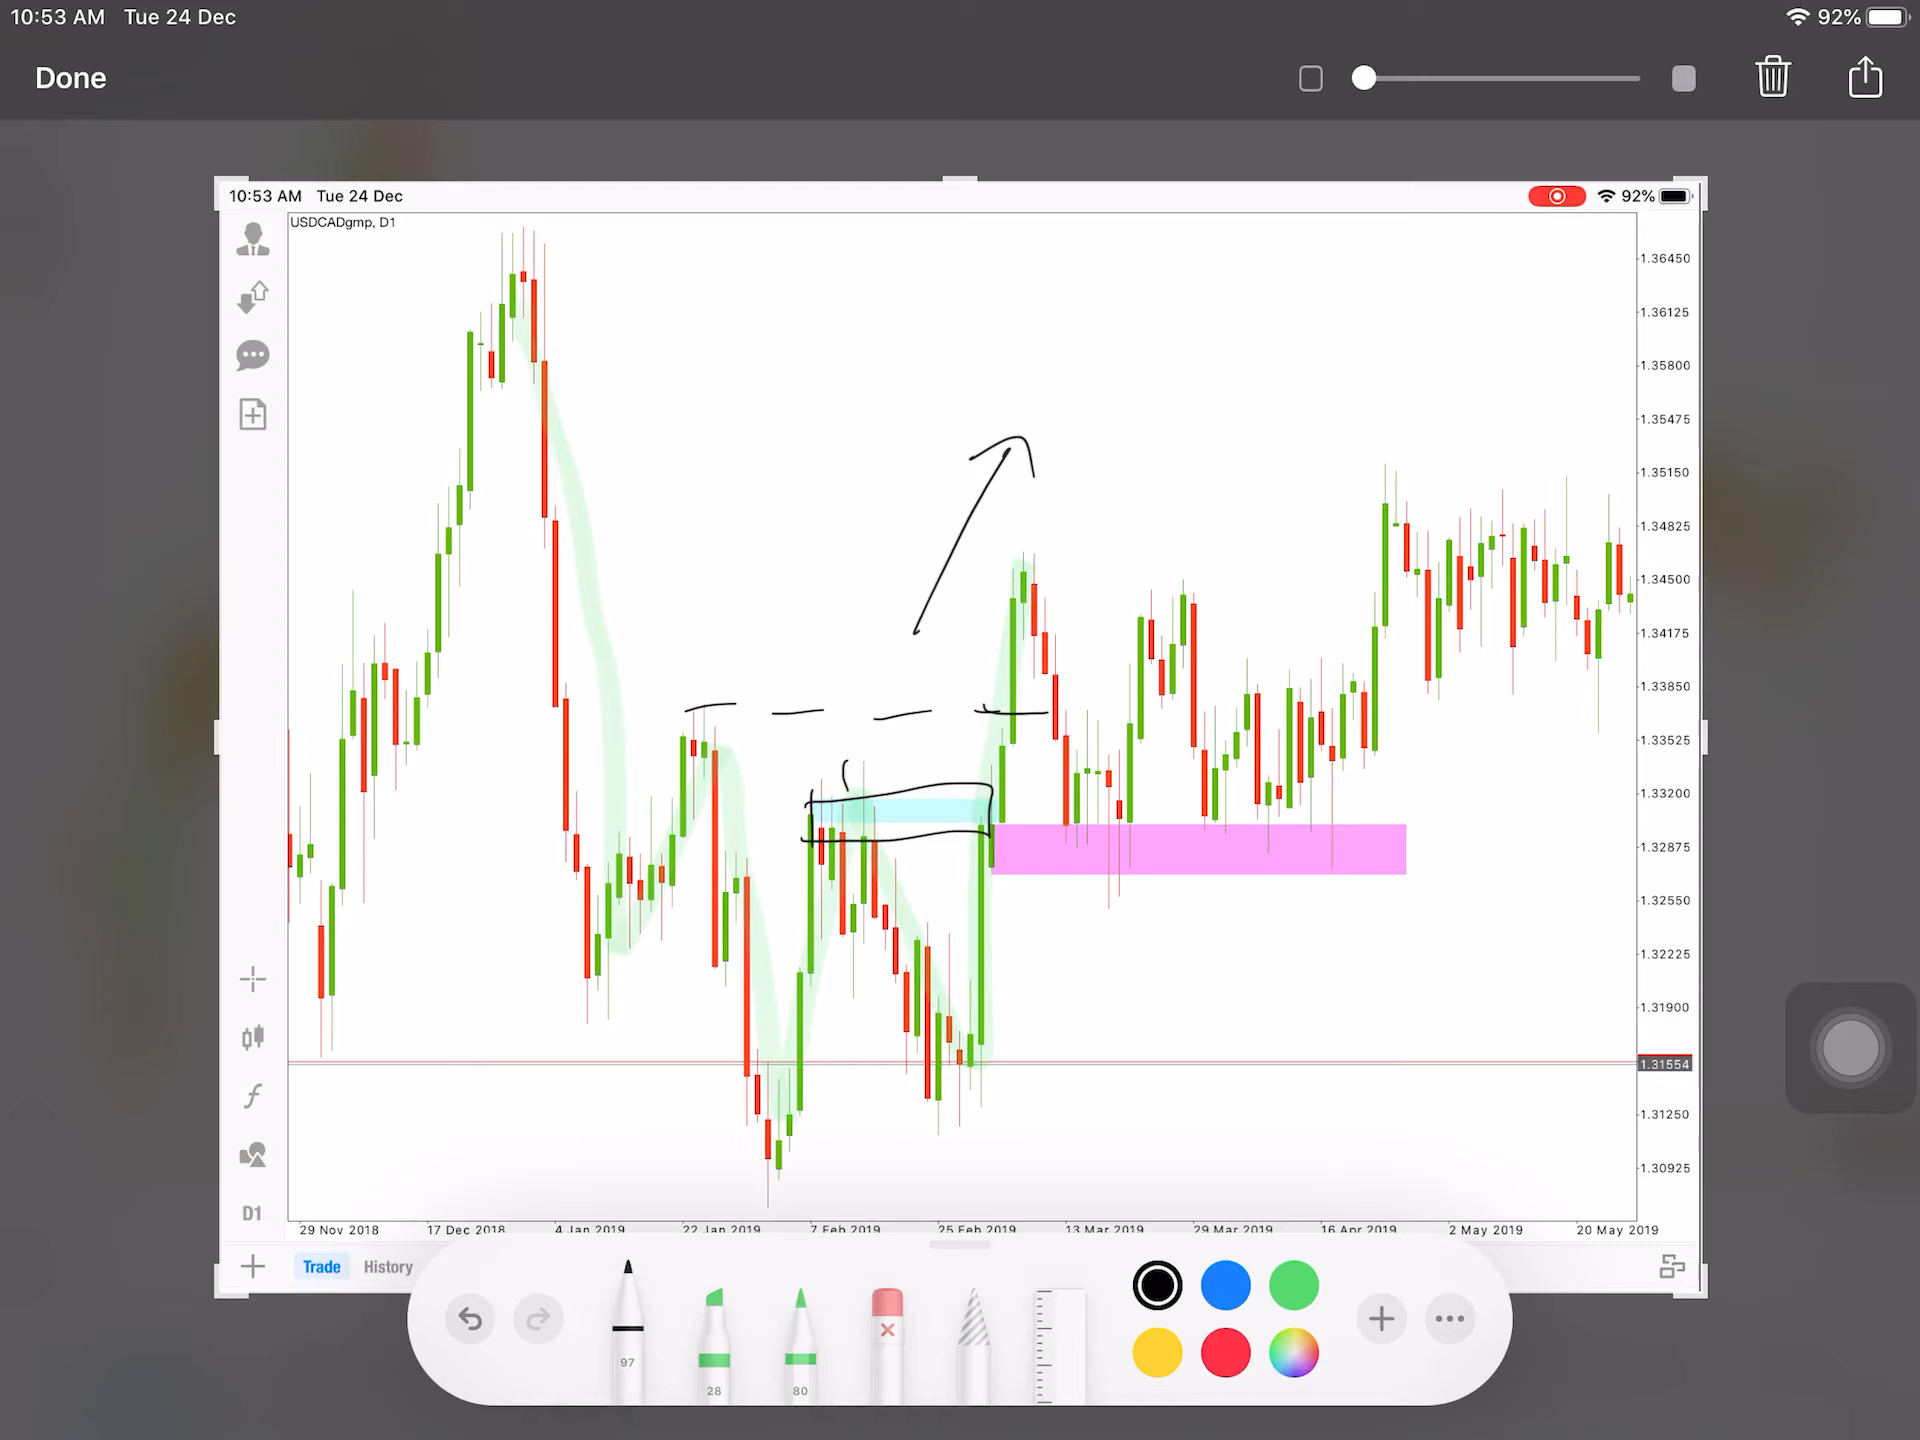 10:53 AM Tue 24 Dec
92%
Done
10:53 AM Tue 24 Dec
92%
USDCADgmp, D1
1.36450
1.36125
1.35800
1.35475
1.35150
1.34825
1.34500
1.34175
1.33850
1.33525
1.33200
1.32875
1.32550
1.32225
1.31900
1.31554
1.31250
1.30925
f
D1
29 Nov 2018
17 Dec 2018
4 Jan 2019
22 Jan 2019
7 Feb 2019
25 Feb 2019
13 Mar 2019
29 Mar 2019
16 Apr 2019
2 May 2019
20 May 2019
Trade
History
97
28
80